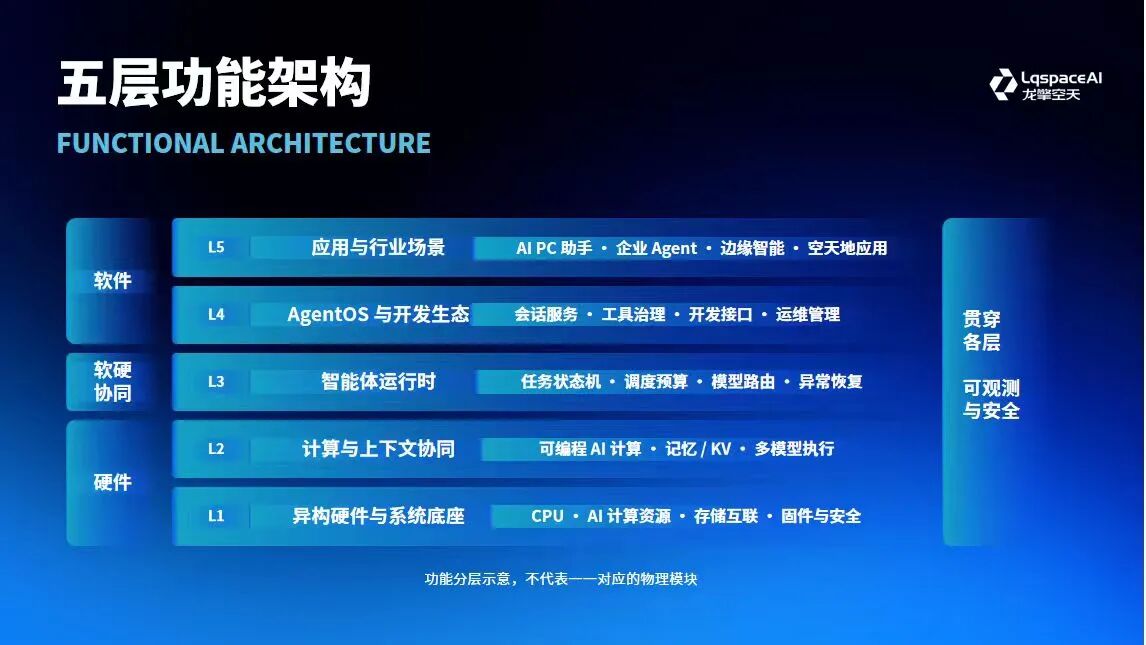 五层功能架构
FUNCTIONAL ARCHITECTURE
LqspaceAI
龙擎空天
软件
L5 应用与行业场景 AI PC 助手 · 企业 Agent · 边缘智能 · 空天地应用
L4 AgentOS 与开发生态 会话服务 · 工具治理 · 开发接口 · 运维管理
软硬
协同
L3 智能体运行时 任务状态机 · 调度预算 · 模型路由 · 异常恢复
硬件
L2 计算与上下文协同 可编程 AI 计算 · 记忆 / KV · 多模型执行
L1 异构硬件与系统底座 CPU · AI 计算资源 · 存储互联 · 固件与安全
贯穿
各层
可观测
与安全
功能分层示意，不代表一一对应的物理模块